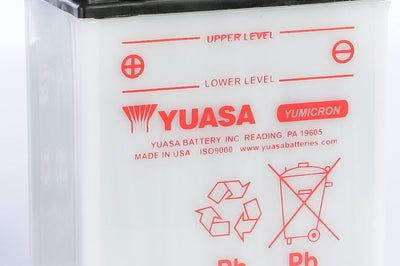 UPPER LEVEL
LOWER LEVEL
YUASA YUMICRON
YUASA BATTERY, INC. READING, PA 19605
MADE IN USA ISO9000 www.yuasabatteries.com
Pb Pb